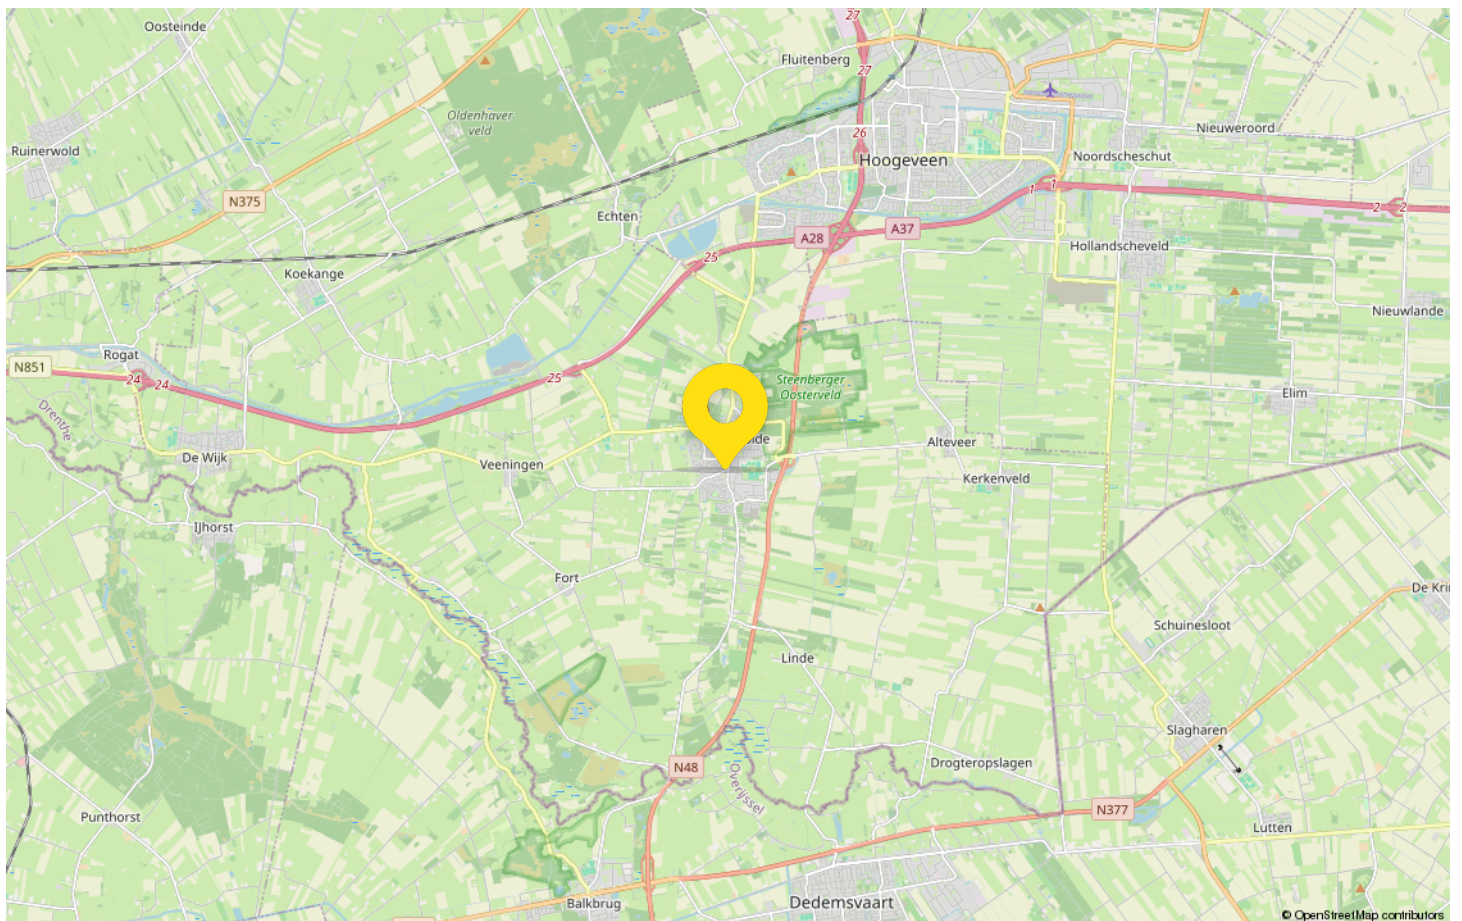 Oosteinde
27
Fluitenberg
27
Oldenhaver
veld
Nieuweroord
26
Ruinerwold
Hoogeveen
Noordscheschut
1
1
N375
2
2
Echten
A37
A28
Hollandscheveld
25
Koekange
Nieuwlande
Rogat
N851
24
24
25
Steenberger
Oosterveld
Elim
Drenthe
olde
Alteveer
De Wijk
Veeningen
Kerkenveld
IJhorst
Fort
De Kri
Schuinesloot
Linde
Slagharen
N48
Drogteropslagen
Overijssel
N377
Punthorst
Lutten
Balkbrug
Dedemsvaart
© OpenStreetMap contributors